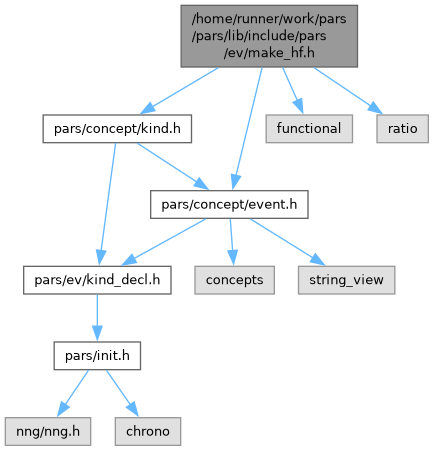 /home/runner/work/pars
/pars/lib/include/pars
/ev/make_hf.h
pars/concept/kind.h
functional
ratio
pars/concept/event.h
pars/ev/kind_decl.h
concepts
string_view
pars/init.h
nng/nng.h
chrono